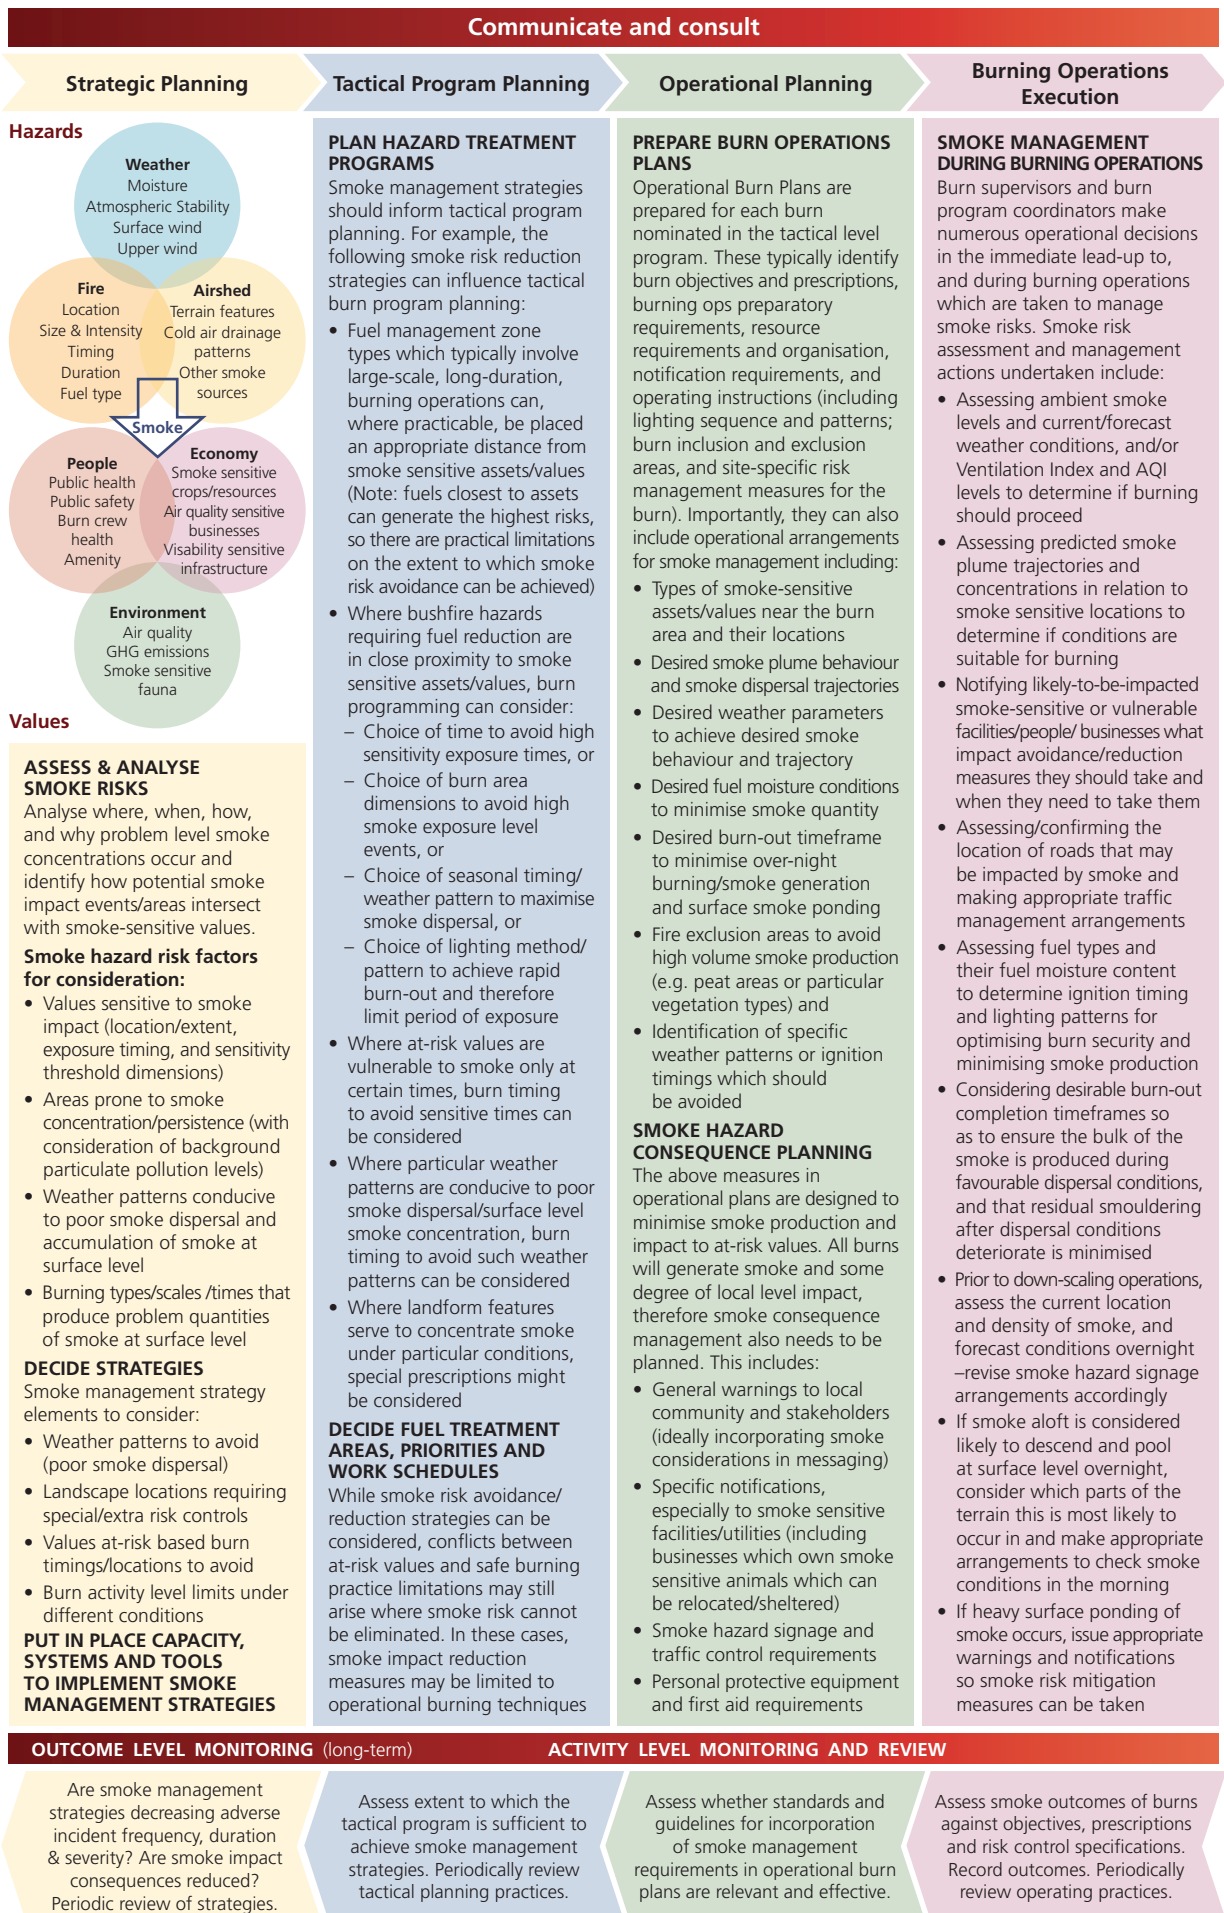 Communicate and consult
Strategic Planning
Tactical Program Planning
Operational Planning
Burning Operations
Execution
Hazards
Weather
Moisture
Atmospheric Stability
Surface wind
Upper wind
Fire
Location
Size & Intensity
Timing
Duration
Fuel type
Airshed
Terrain features
Cold air drainage
patterns
Other smoke
sources
Smoke
People
Public health
Public safety
Burn crew
health
Amenity
Economy
Smoke sensitive
crops/resources
Air quality sensitive
businesses
Visability sensitive
infrastructure
Environment
Air quality
GHG emissions
Smoke sensitive
fauna
Values
ASSESS & ANALYSE
SMOKE RISKS
Analyse where, when, how,
and why problem level smoke
concentrations occur and
identify how potential smoke
impact events/areas intersect
with smoke-sensitive values.
Smoke hazard risk factors
for consideration:
• Values sensitive to smoke
impact (location/extent,
exposure timing, and sensitivity
threshold dimensions)
• Areas prone to smoke
concentration/persistence (with
consideration of background
particulate pollution levels)
• Weather patterns conducive
to poor smoke dispersal and
accumulation of smoke at
surface level
• Burning types/scales /times that
produce problem quantities
of smoke at surface level
DECIDE STRATEGIES
Smoke management strategy
elements to consider:
• Weather patterns to avoid
(poor smoke dispersal)
• Landscape locations requiring
special/extra risk controls
• Values at-risk based burn
timings/locations to avoid
• Burn activity level limits under
different conditions
PUT IN PLACE CAPACITY,
SYSTEMS AND TOOLS
TO IMPLEMENT SMOKE
MANAGEMENT STRATEGIES
PLAN HAZARD TREATMENT
PROGRAMS
Smoke management strategies
should inform tactical program
planning. For example, the
following smoke risk reduction
strategies can influence tactical
burn program planning:
• Fuel management zone
types which typically involve
large-scale, long-duration,
burning operations can,
where practicable, be placed
an appropriate distance from
smoke sensitive assets/values
(Note: fuels closest to assets
can generate the highest risks,
so there are practical limitations
on the extent to which smoke
risk avoidance can be achieved)
• Where bushfire hazards
requiring fuel reduction are
in close proximity to smoke
sensitive assets/values, burn
programming can consider:
– Choice of time to avoid high
sensitivity exposure times, or
– Choice of burn area
dimensions to avoid high
smoke exposure level
events, or
– Choice of seasonal timing/
weather pattern to maximise
smoke dispersal, or
– Choice of lighting method/
pattern to achieve rapid
burn-out and therefore
limit period of exposure
• Where at-risk values are
vulnerable to smoke only at
certain times, burn timing
to avoid sensitive times can
be considered
• Where particular weather
patterns are conducive to poor
smoke dispersal/surface level
smoke concentration, burn
timing to avoid such weather
patterns can be considered
• Where landform features
serve to concentrate smoke
under particular conditions,
special prescriptions might
be considered
DECIDE FUEL TREATMENT
AREAS, PRIORITIES AND
WORK SCHEDULES
While smoke risk avoidance/
reduction strategies can be
considered, conflicts between
at-risk values and safe burning
practice limitations may still
arise where smoke risk cannot
be eliminated. In these cases,
smoke impact reduction
measures may be limited to
operational burning techniques
PREPARE BURN OPERATIONS
PLANS
Operational Burn Plans are
prepared for each burn
nominated in the tactical level
program. These typically identify
burn objectives and prescriptions,
burning ops preparatory
requirements, resource
requirements and organisation,
notification requirements, and
operating instructions (including
lighting sequence and patterns;
burn inclusion and exclusion
areas, and site-specific risk
management measures for the
burn). Importantly, they can also
include operational arrangements
for smoke management including:
• Types of smoke-sensitive
assets/values near the burn
area and their locations
• Desired smoke plume behaviour
and smoke dispersal trajectories
• Desired weather parameters
to achieve desired smoke
behaviour and trajectory
• Desired fuel moisture conditions
to minimise smoke quantity
• Desired burn-out timeframe
to minimise over-night
burning/smoke generation
and surface smoke ponding
• Fire exclusion areas to avoid
high volume smoke production
(e.g. peat areas or particular
vegetation types) and
• Identification of specific
weather patterns or ignition
timings which should
be avoided
SMOKE HAZARD
CONSEQUENCE PLANNING
The above measures in
operational plans are designed to
minimise smoke production and
impact to at-risk values. All burns
will generate smoke and some
degree of local level impact,
therefore smoke consequence
management also needs to be
planned. This includes:
• General warnings to local
community and stakeholders
(ideally incorporating smoke
considerations in messaging)
• Specific notifications,
especially to smoke sensitive
facilities/utilities (including
businesses which own smoke
sensitive animals which can
be relocated/sheltered)
• Smoke hazard signage and
traffic control requirements
• Personal protective equipment
and first aid requirements
SMOKE MANAGEMENT
DURING BURNING OPERATIONS
Burn supervisors and burn
program coordinators make
numerous operational decisions
in the immediate lead-up to,
and during burning operations
which are taken to manage
smoke risks. Smoke risk
assessment and management
actions undertaken include:
• Assessing ambient smoke
levels and current/forecast
weather conditions, and/or
Ventilation Index and AQI
levels to determine if burning
should proceed
• Assessing predicted smoke
plume trajectories and
concentrations in relation to
smoke sensitive locations to
determine if conditions are
suitable for burning
• Notifying likely-to-be-impacted
smoke-sensitive or vulnerable
facilities/people/ businesses what
impact avoidance/reduction
measures they should take and
when they need to take them
• Assessing/confirming the
location of roads that may
be impacted by smoke and
making appropriate traffic
management arrangements
• Assessing fuel types and
their fuel moisture content
to determine ignition timing
and lighting patterns for
optimising burn security and
minimising smoke production
• Considering desirable burn-out
completion timeframes so
as to ensure the bulk of the
smoke is produced during
favourable dispersal conditions,
and that residual smouldering
after dispersal conditions
deteriorate is minimised
• Prior to down-scaling operations,
assess the current location
and density of smoke, and
forecast conditions overnight
–revise smoke hazard signage
arrangements accordingly
• If smoke aloft is considered
likely to descend and pool
at surface level overnight,
consider which parts of the
terrain this is most likely to
occur in and make appropriate
arrangements to check smoke
conditions in the morning
• If heavy surface ponding of
smoke occurs, issue appropriate
warnings and notifications
so smoke risk mitigation
measures can be taken
OUTCOME LEVEL MONITORING (long-term)
ACTIVITY LEVEL MONITORING AND REVIEW
Are smoke management
strategies decreasing adverse
incident frequency, duration
& severity? Are smoke impact
consequences reduced?
Periodic review of strategies.
Assess extent to which the
tactical program is sufficient to
achieve smoke management
strategies. Periodically review
tactical planning practices.
Assess whether standards and
guidelines for incorporation
of smoke management
requirements in operational burn
plans are relevant and effective.
Assess smoke outcomes of burns
against objectives, prescriptions
and risk control specifications.
Record outcomes. Periodically
review operating practices.